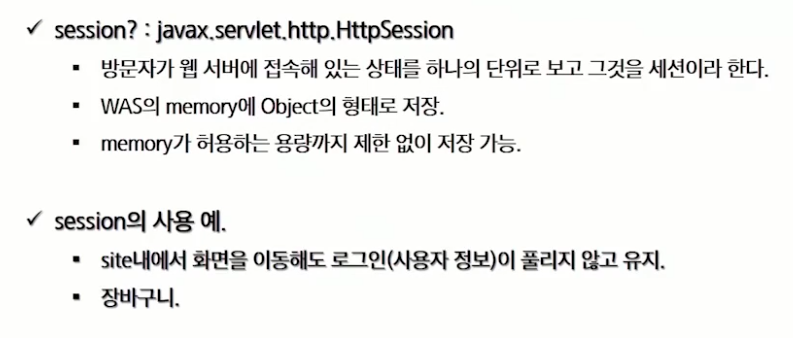 ✓ session? : javax.servlet.http.HttpSession
▪ 방문자가 웹 서버에 접속해 있는 상태를 하나의 단위로 보고 그것을 세션이라 한다.
▪ WAS의 memory에 Object의 형태로 저장.
▪ memory가 허용하는 용량까지 제한 없이 저장 가능.
✓ session의 사용 예.
▪ site내에서 화면을 이동해도 로그인(사용자 정보)이 풀리지 않고 유지.
▪ 장바구니.